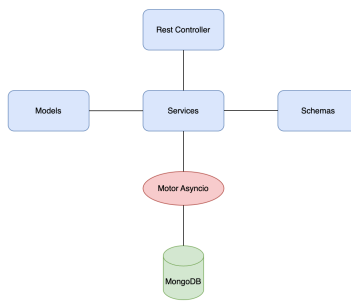 Rest Controller
Models
Services
Schemas
Motor Asyncio
MongoDB